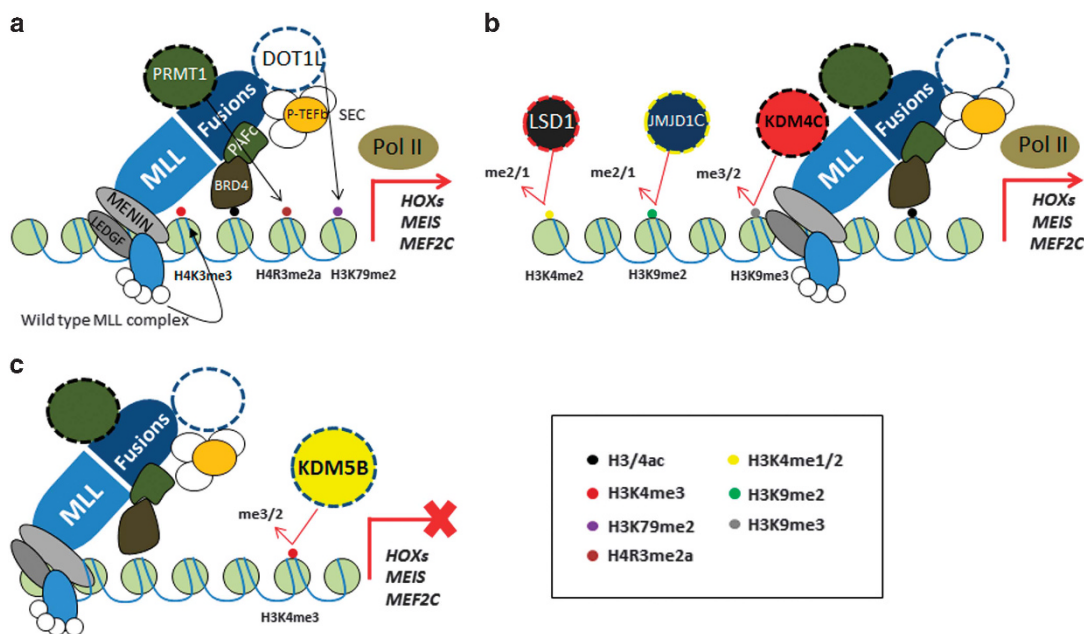 a
PRMT1
DOT1L
Fusions
P-TEFb
SEC
PAFc
MLL
BRD4
Pol II
MENIN
LEDGF
HOXs
MEIS
MEF2C
H4K3me3
H4R3me2a
H3K79me2
Wild type MLL complex
b
LSD1
JMJD1C
KDM4C
Fusions
me2/1
me2/1
me3/2
MLL
Pol II
HOXs
MEIS
MEF2C
H3K4me2
H3K9me2
H3K9me3
c
Fusions
MLL
KDM5B
me3/2
HOXs
MEIS
MEF2C
H3K4me3
H3/4ac
H3K4me3
H3K79me2
H4R3me2a
H3K4me1/2
H3K9me2
H3K9me3